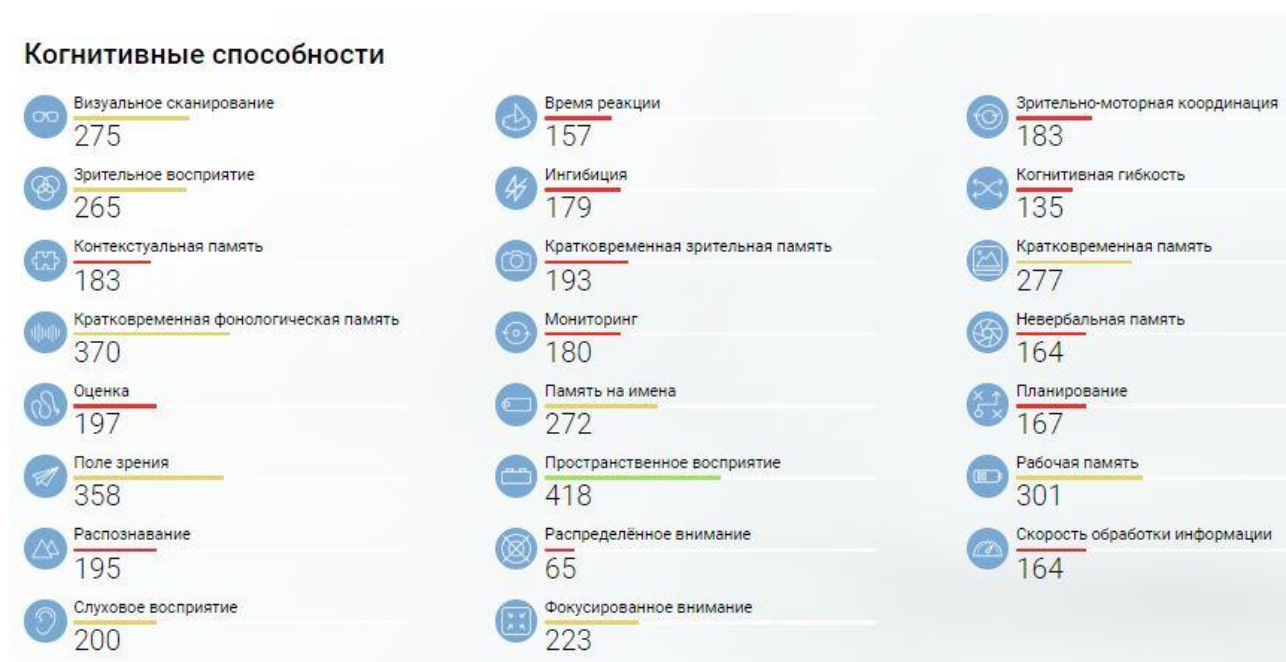 Когнитивные способности
Визуальное сканирование
275
Время реакции
157
Зрительно-моторная координация
183
Зрительное восприятие
265
Ингибиция
179
Когнитивная гибкость
135
Контекстуальная память
183
Кратковременная зрительная память
193
Кратковременная память
277
Кратковременная фонологическая память
370
Мониторинг
180
Невербальная память
164
Оценка
197
Память на имена
272
Планирование
167
Поле зрения
358
Пространственное восприятие
418
Рабочая память
301
Распознавание
195
Распределённое внимание
65
Скорость обработки информации
164
Слуховое восприятие
200
Фокусированное внимание
223